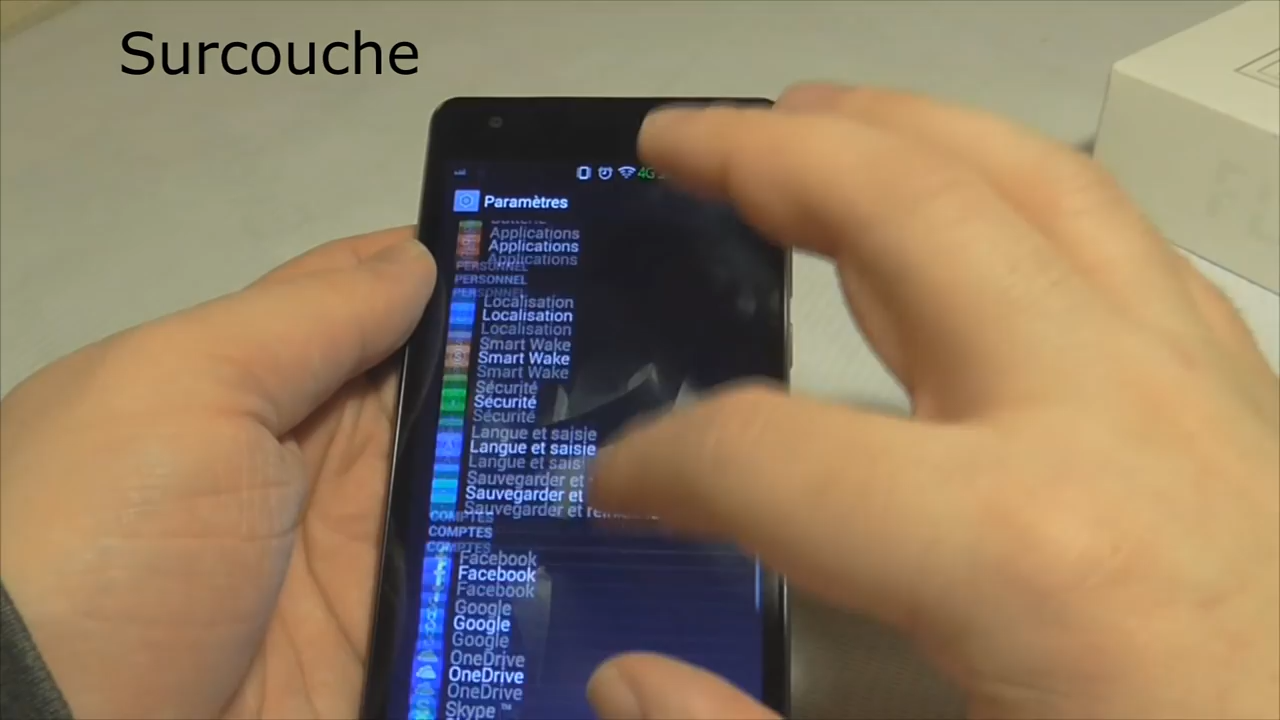 Surcouche
4G
Paramètres
Applications
PERSONNEL
Localisation
Smart Wake
Sécurité
Langue et saisie
Sauvegarder et
COMPTES
Facebook
Google
OneDrive
Skype ™